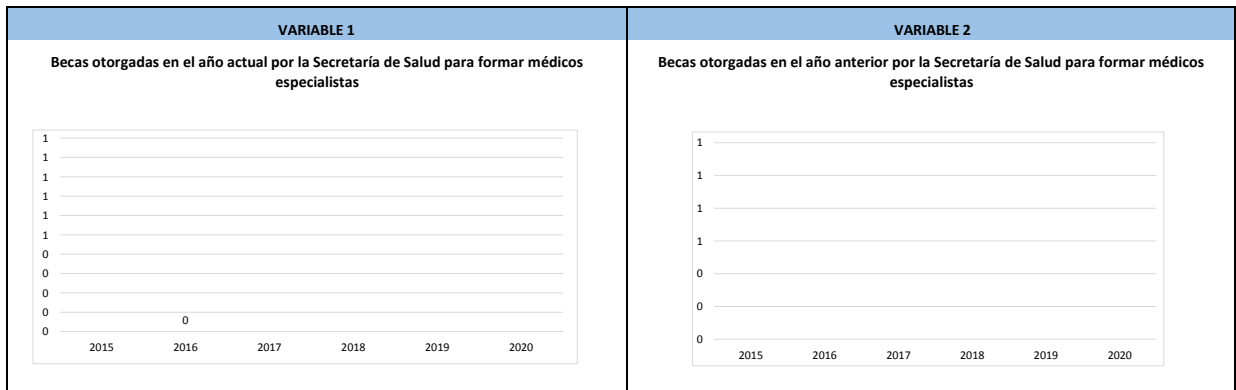 VARIABLE 1
Becas otorgadas en el año actual por la Secretaría de Salud para formar médicos
especialistas
1
1
1
1
1
1
0
0
0
0
0
0
2015 2016 2017 2018 2019 2020
VARIABLE 2
Becas otorgadas en el año anterior por la Secretaría de Salud para formar médicos
especialistas
1
1
1
1
0
0
0
2015 2016 2017 2018 2019 2020